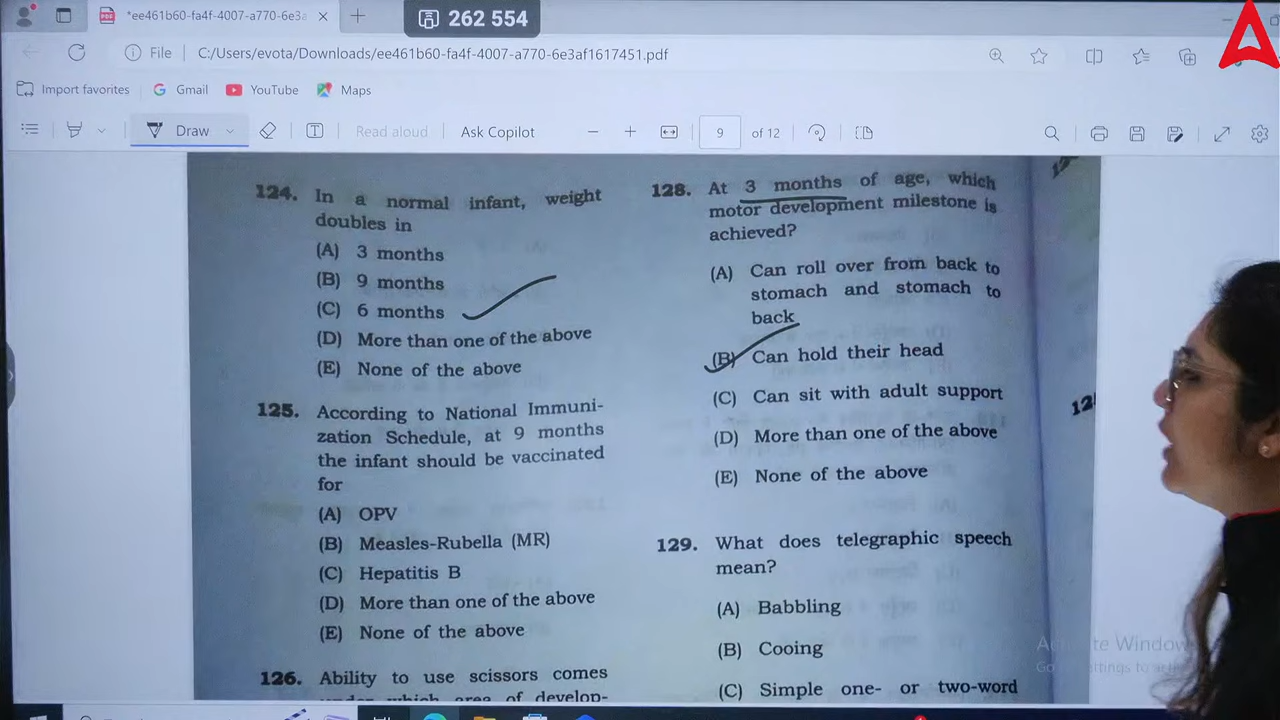 *ee461b60-fa4f-4007-a770-6e3a
262 554
File
C:/Users/evota/Downloads/ee461b60-fa4f-4007-a770-6e3af1617451.pdf
Import favorites
Gmail
YouTube
Maps
Draw
Read aloud
Ask Copilot
9
of 12
124. In a normal infant, weight
doubles in
(A) 3 months
(B) 9 months
(C) 6 months
(D) More than one of the above
(E) None of the above
125. According to National Immuni-
zation Schedule, at 9 months
the infant should be vaccinated
for
(A) OPV
(B) Measles-Rubella (MR)
(C) Hepatitis B
(D) More than one of the above
(E) None of the above
126. Ability to use scissors comes
under which area of develop-
128. At 3 months of age, which
motor development milestone is
achieved?
(A) Can roll over from back to
stomach and stomach to
back
(B) Can hold their head
(C) Can sit with adult support
(D) More than one of the above
(E) None of the above
129. What does telegraphic speech
mean?
(A) Babbling
(B) Cooing
(C) Simple one- or two-word